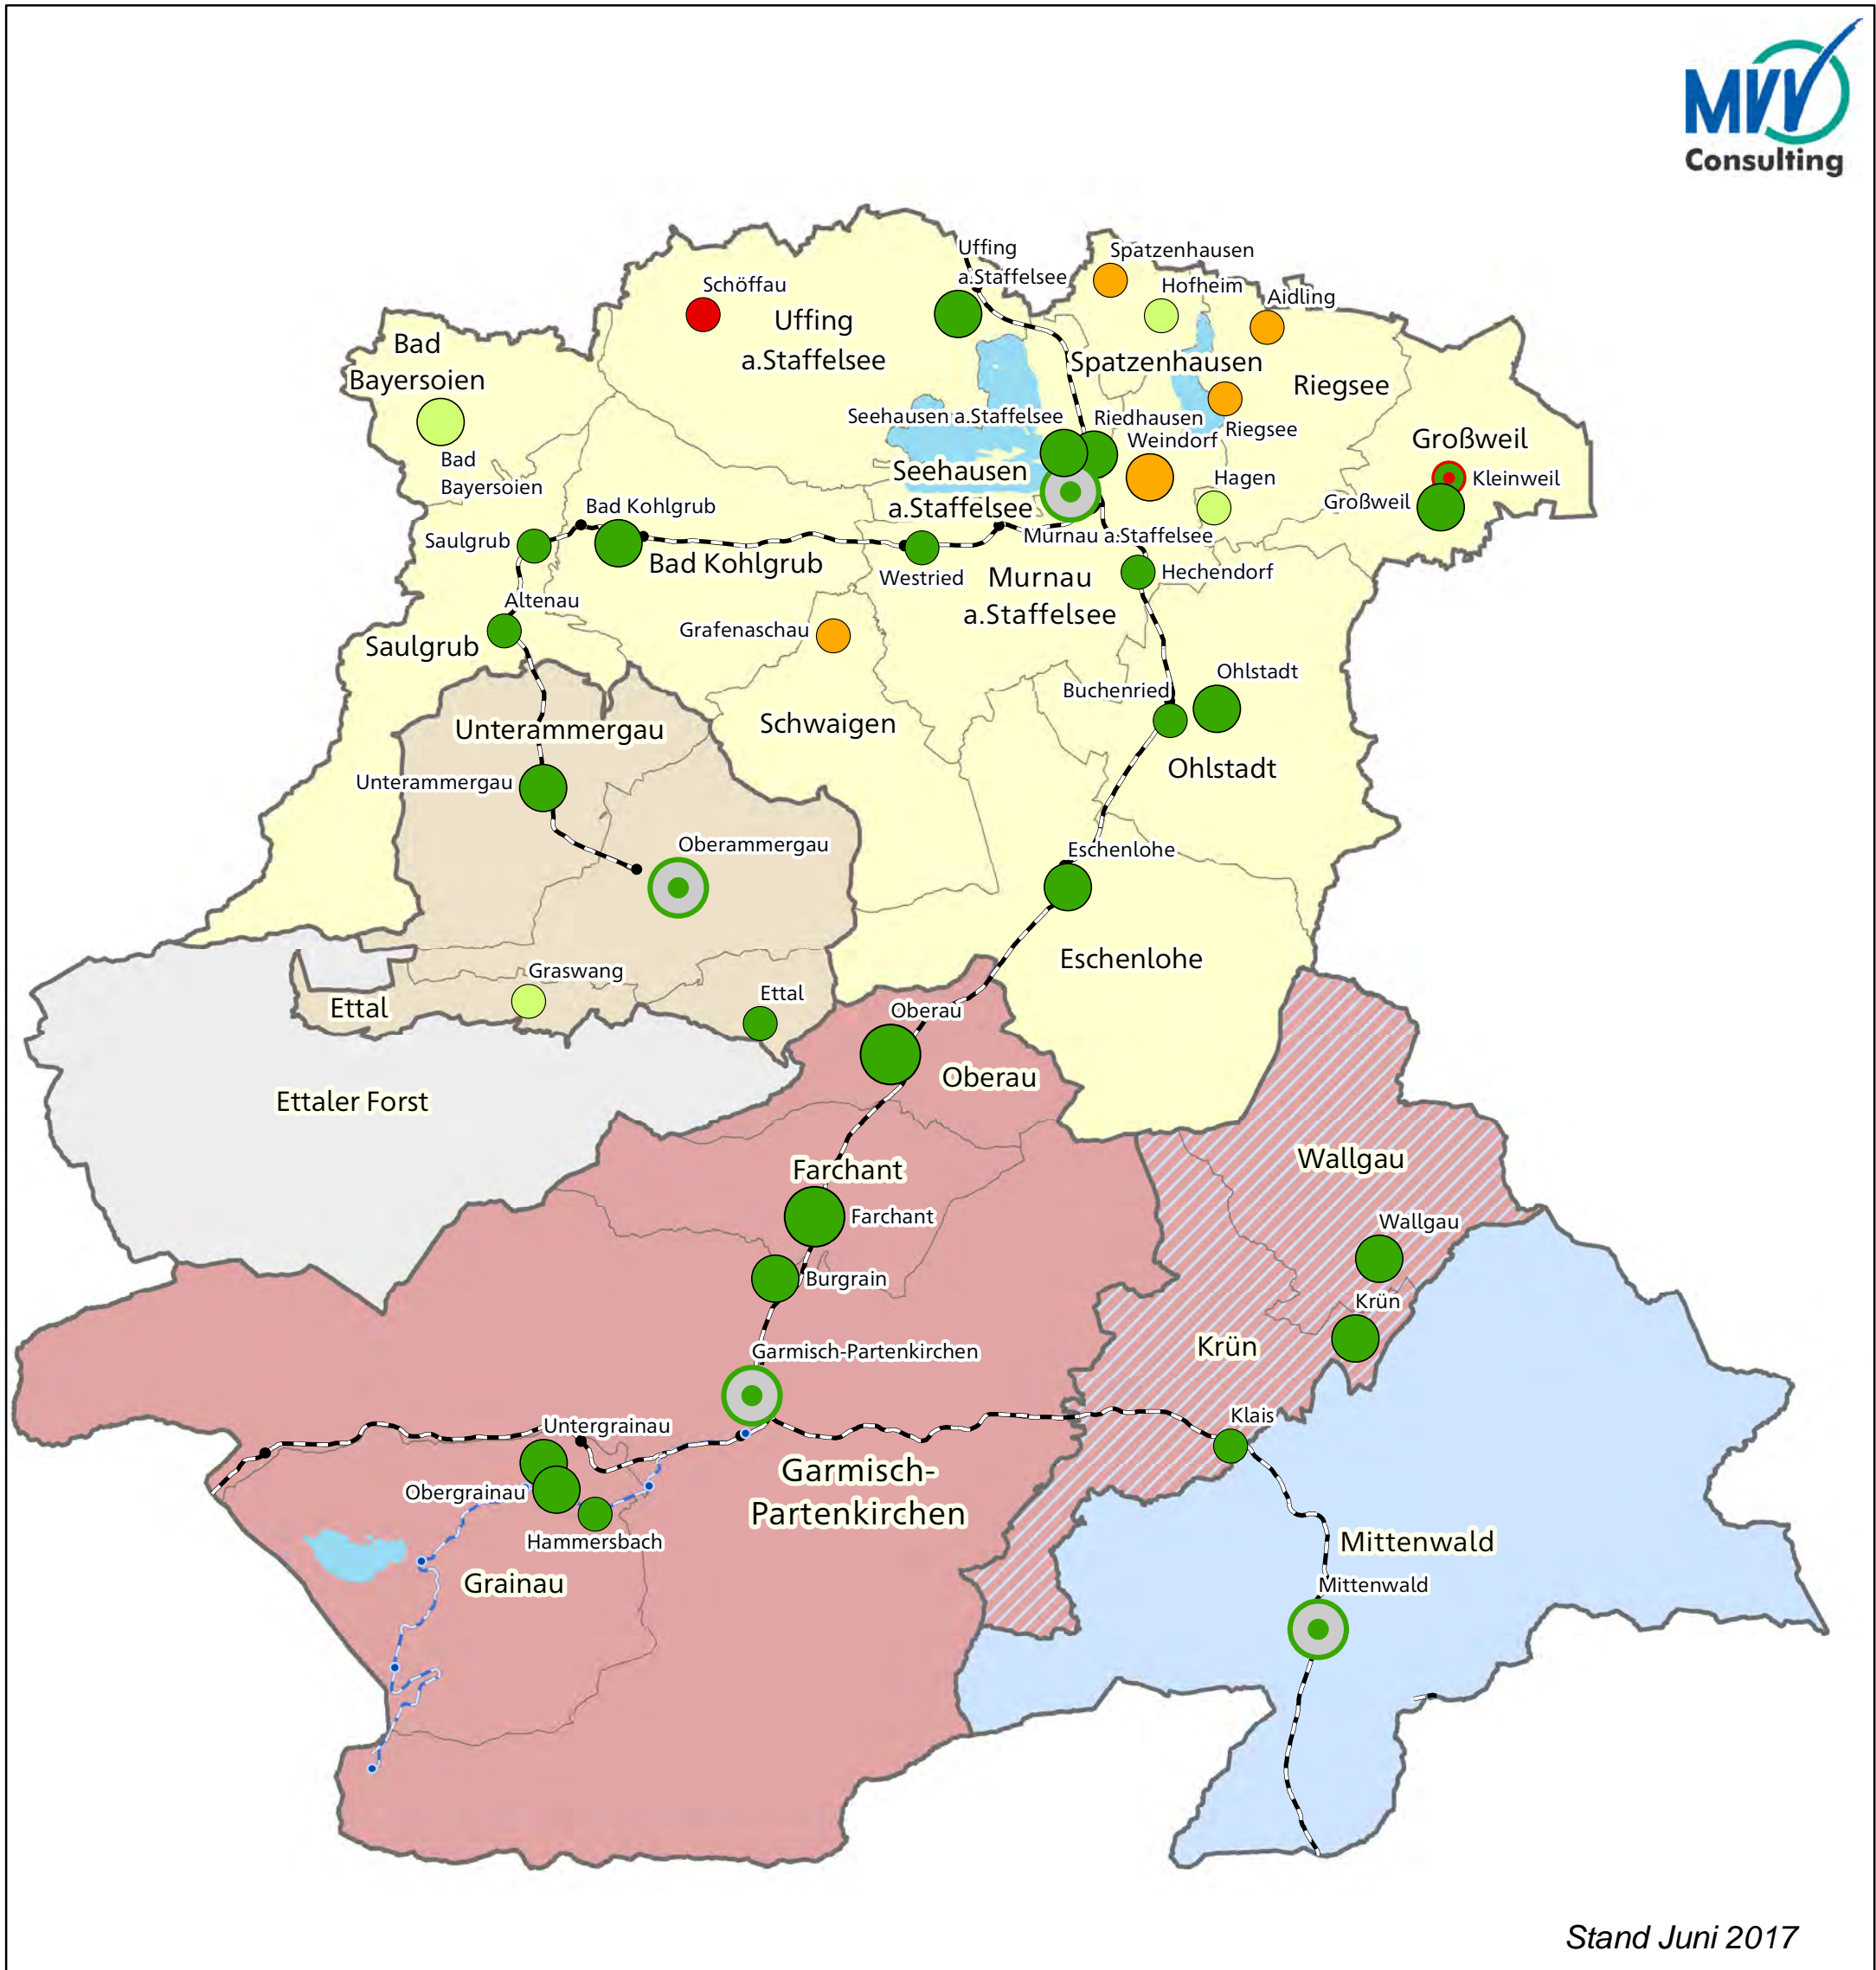 MVV
Consulting
Uffing
a.Staffelsee
Spatzenhausen
Hofheim
Aidling
Schöffau
Uffing
a.Staffelsee
Bad
Bayersoien
Spatzenhausen
Riegsee
Seehausen a.Staffelsee
Riedhausen
Weindorf
Riegsee
Großweil
Bad
Bayersoien
Seehausen
a.Staffelsee
Hagen
Kleinweil
Großweil
Bad Kohlgrub
Saulgrub
Bad Kohlgrub
Murnau a.Staffelsee
Westried
Murnau
a.Staffelsee
Hechendorf
Altenau
Saulgrub
Grafenaschau
Ohlstadt
Buchenried
Unterammergau
Schwaigen
Ohlstadt
Unterammergau
Oberammergau
Eschenlohe
Eschenlohe
Graswang
Ettal
Ettal
Oberau
Oberau
Ettaler Forst
Wallgau
Farchant
Farchant
Wallgau
Burgrain
Krün
Krün
Garmisch-Partenkirchen
Klais
Untergrainau
Garmisch-
Partenkirchen
Obergrainau
Hammersbach
Mittenwald
Grainau
Mittenwald
Stand Juni 2017